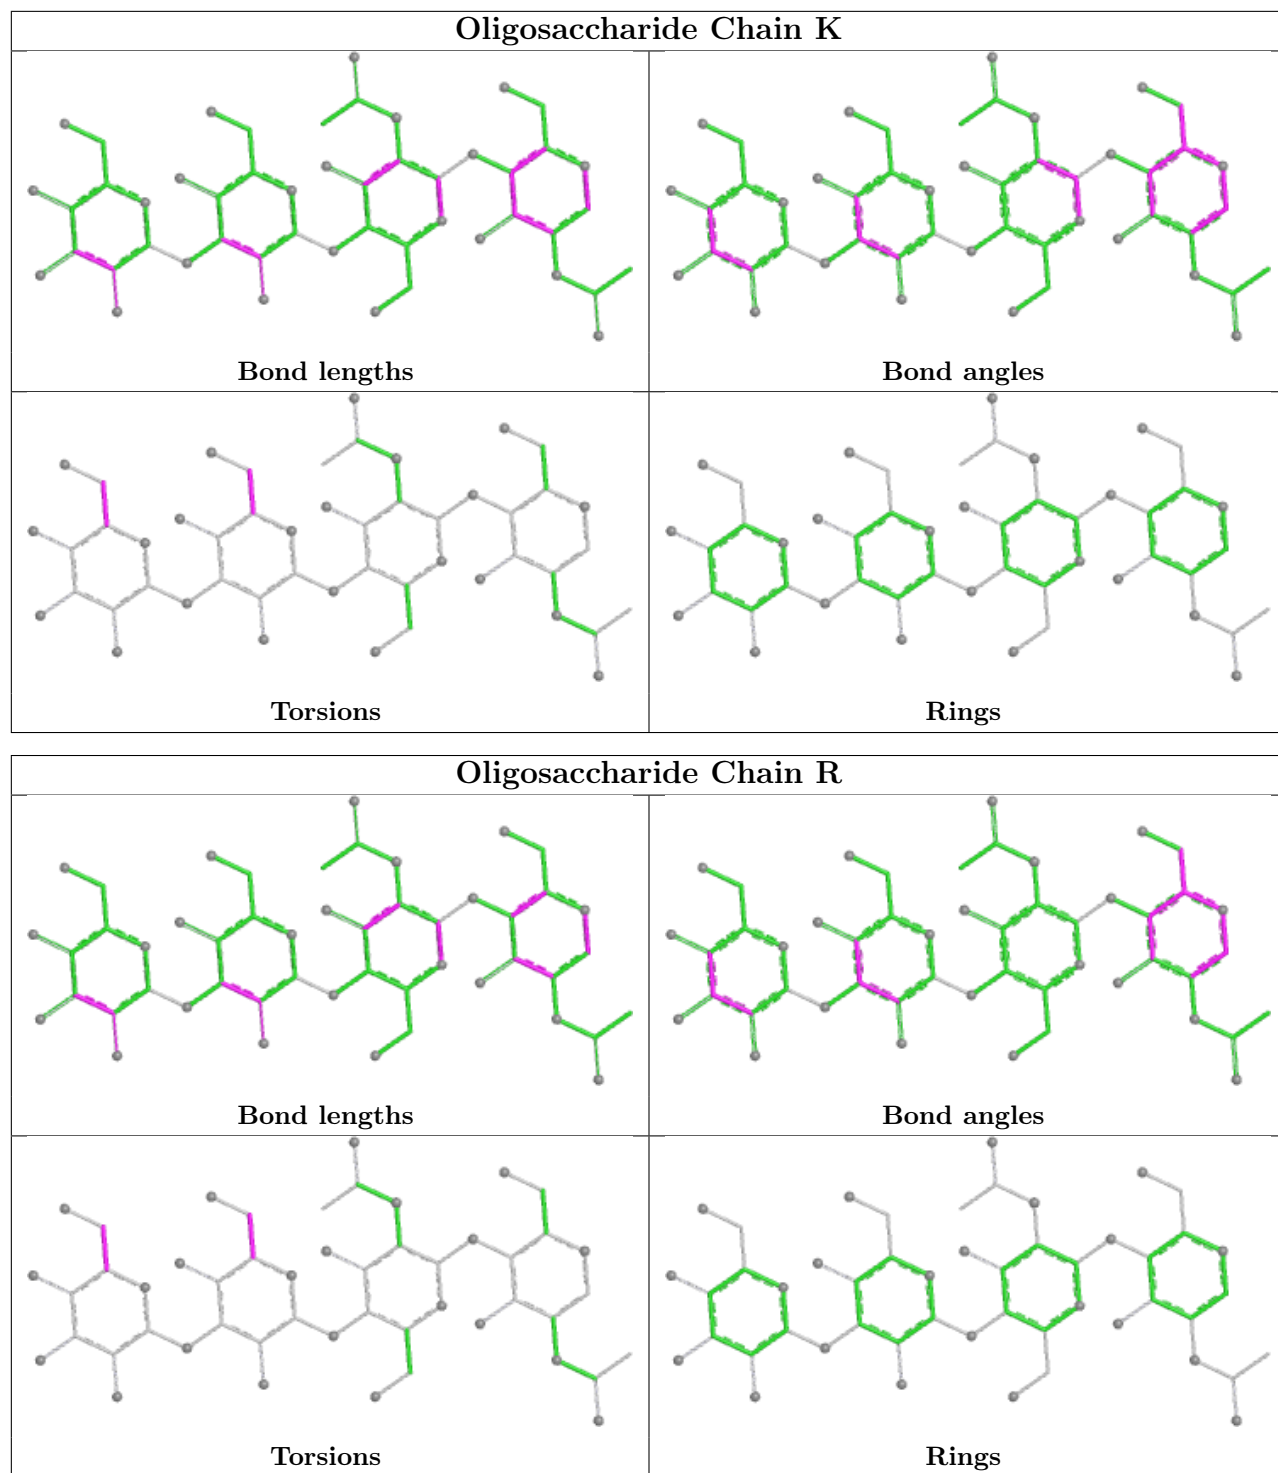 Oligosaccharide Chain K
Bond lengths
Bond angles
Torsions
Rings
Oligosaccharide Chain R
Bond lengths
Bond angles
Torsions
Rings